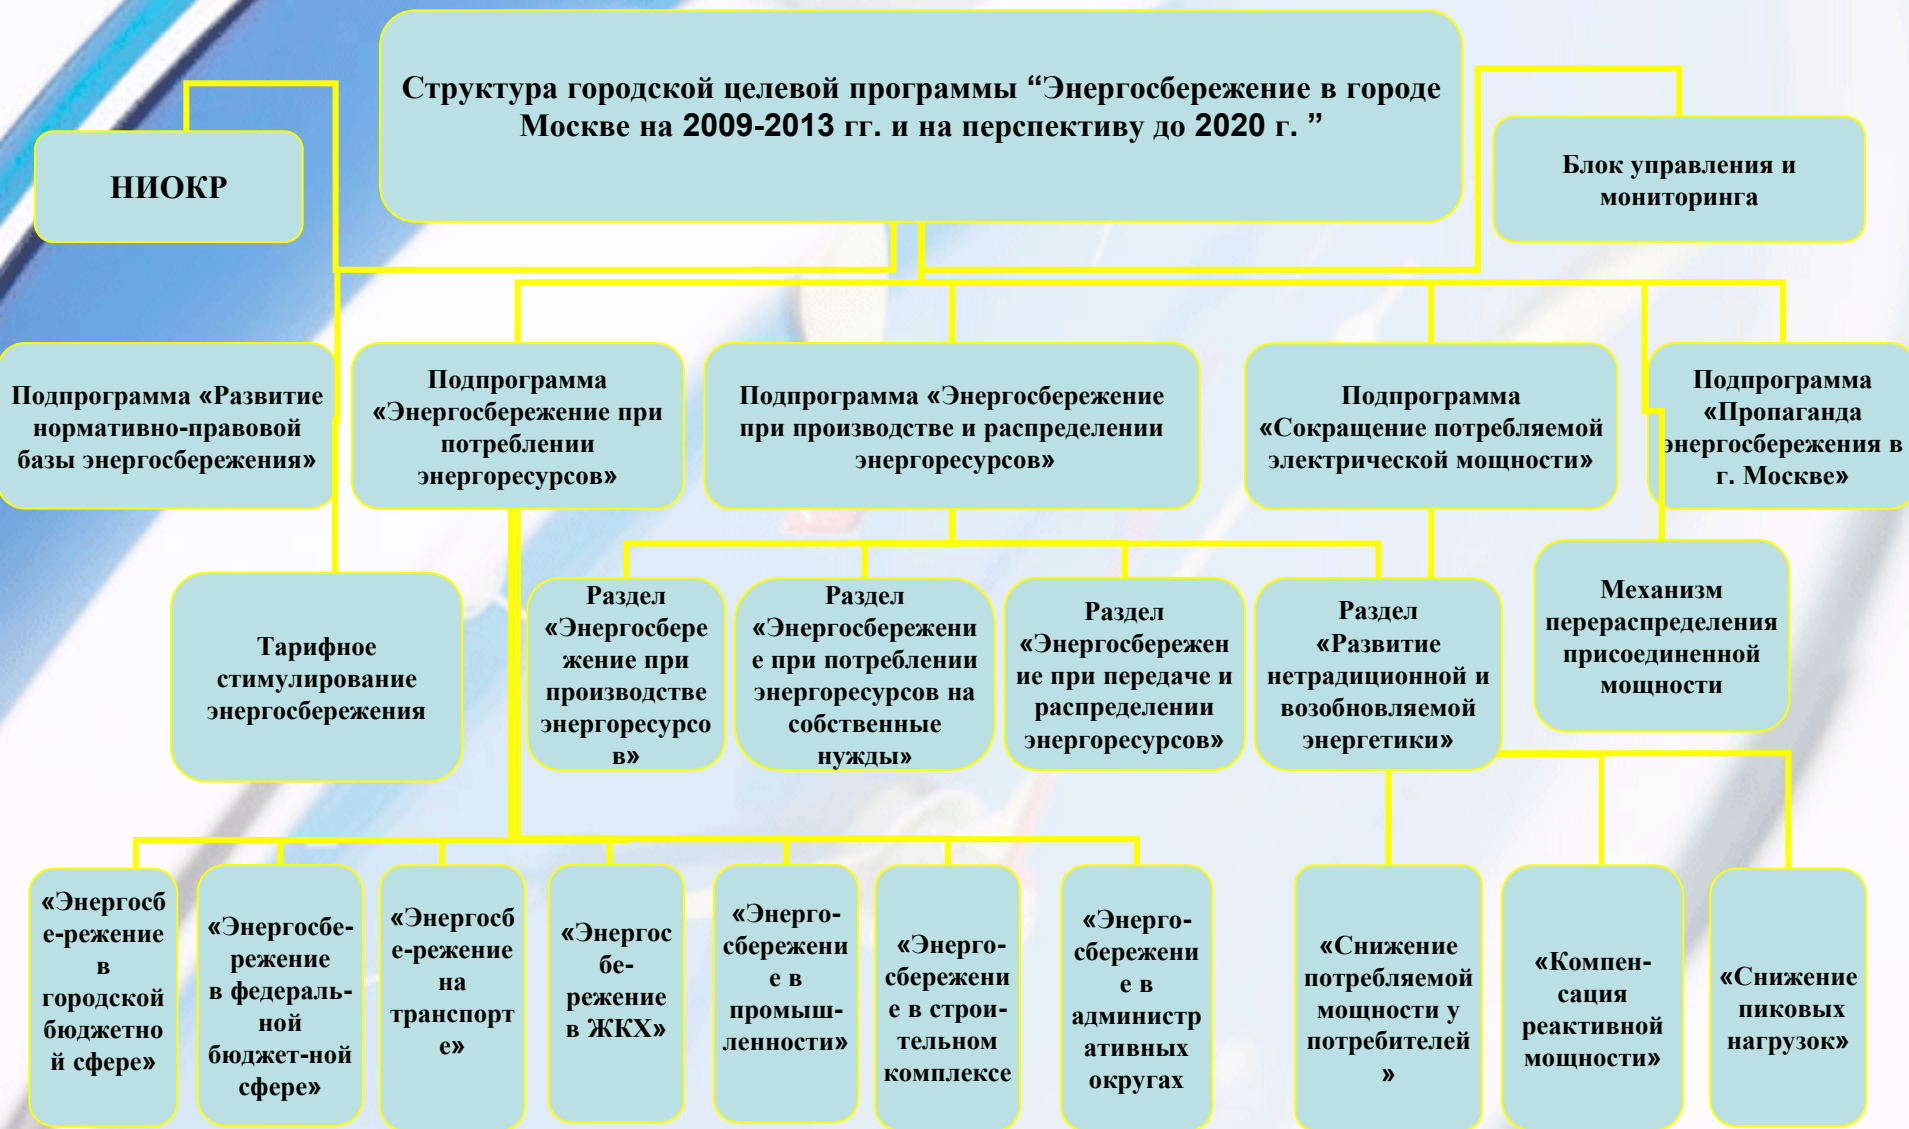 Структура городской целевой программы “Энергосбережение в городе
Москве на 2009-2013 гг. и на перспективу до 2020 г. ”
НИОКР
Блок управления и
мониторинга
Подпрограмма «Развитие
нормативно-правовой
базы энергосбережения»
Подпрограмма
«Энергосбережение при
потреблении
энергоресурсов»
Подпрограмма «Энергосбережение
при производстве и распределении
энергоресурсов»
Подпрограмма
«Сокращение потребляемой
электрической мощности»
Подпрограмма
«Пропаганда
энергосбережения в
г. Москве»
Тарифное
стимулирование
энергосбережения
Раздел
«Энергосбере
жение при
производстве
энергоресурсо
в»
Раздел
«Энергосбережени
е при потреблении
энергоресурсов на
собственные
нужды»
Раздел
«Энергосбережен
ие при передаче и
распределении
энергоресурсов»
Раздел
«Развитие
нетрадиционной и
возобновляемой
энергетики»
Механизм
перераспределения
присоединенной
мощности
«Энергосб
е-режение
в
городской
бюджетно
й сфере»
«Энергосбе-
режение
в федераль-
ной
бюджет-ной
сфере»
«Энергосб
е-режение
на
транспорт
е»
«Энергос
бе-
режение
в ЖКХ»
«Энерго-
сбережени
е в
промыш-
ленности»
«Энерго-
сбережени
е в строи-
тельном
комплексе
«Энерго-
сбережени
е в
администр
ативных
округах
«Снижение
потребляемой
мощности у
потребителей
»
«Компен-
сация
реактивной
мощности»
«Снижение
пиковых
нагрузок»